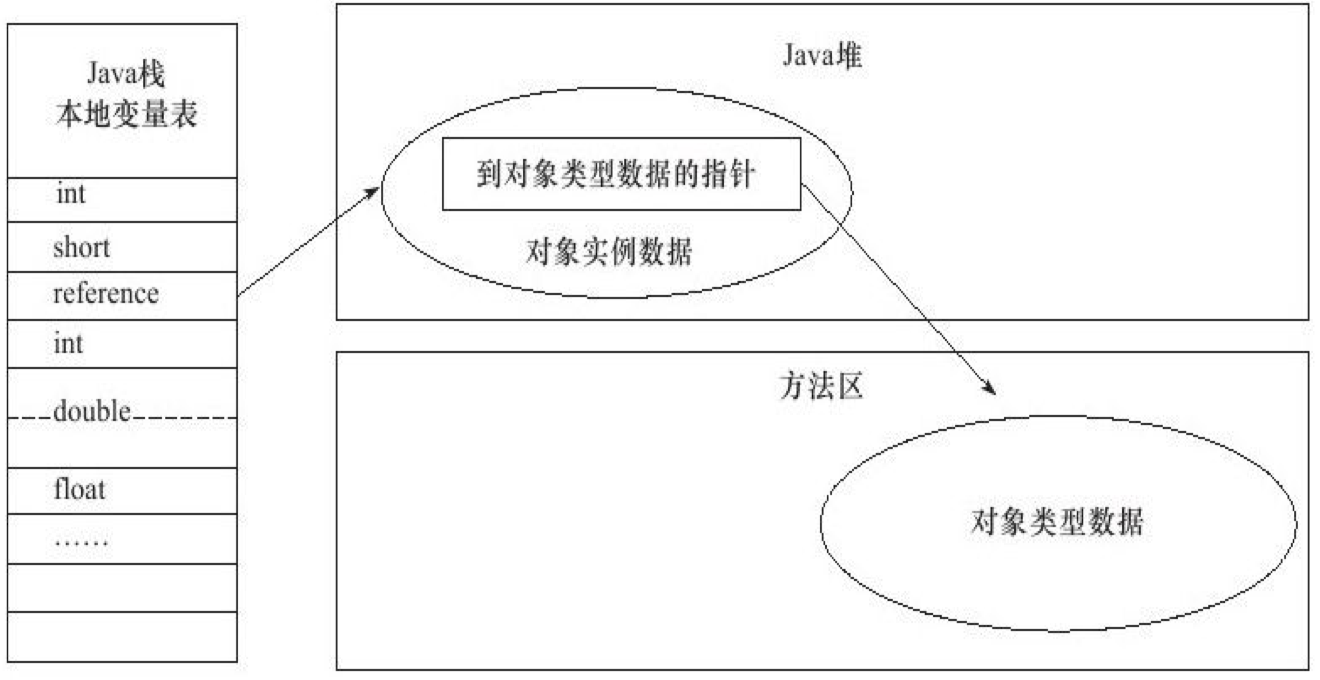 Java栈
本地变量表
int
short
reference
int
double
float
……
Java堆
到对象类型数据的指针
对象实例数据
方法区
对象类型数据